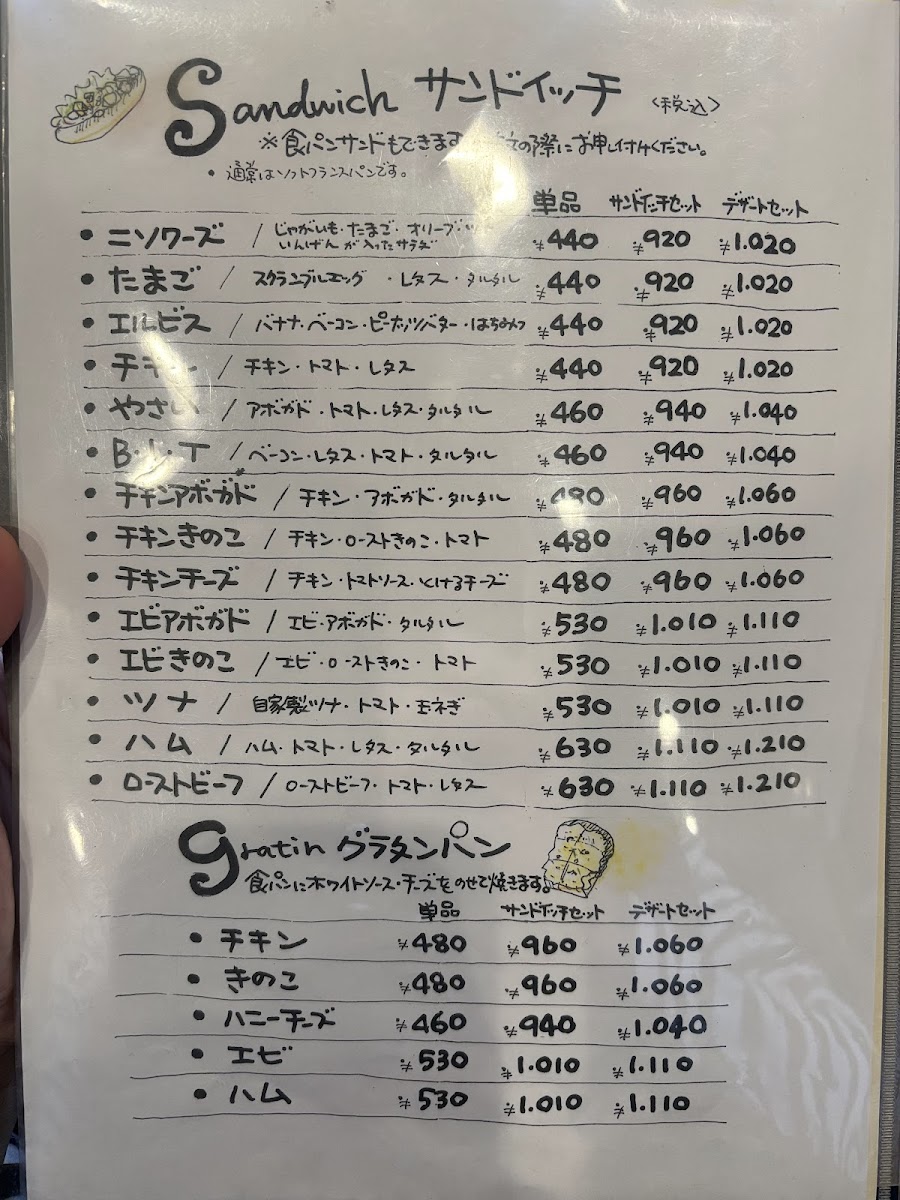 Sandwich サンドイッチ 〈税込〉
※食パンサンドもできます の際にお申し付けください。
• 通常はソフトフランスパンです。
単品 サンドイッチセット デザートセット
• ニソワーズ / じゃがいも・たまご・オリーブ・ツナ ¥440 ¥920 ¥1.020
いんげんが入ったサラダ
• たまご / スクランブルエッグ ・レタス・タルタル ¥440 ¥920 ¥1.020
• エルビス / バナナ・ベーコン・ピーナッツバター・はちみつ ¥440 ¥920 ¥1.020
• チキン / チキン・トマト・レタス ¥440 ¥920 ¥1.020
• やさい / アボガド・トマト・レタス・タルタル ¥460 ¥940 ¥1.040
• B・L・T / ベーコン・レタス・トマト・タルタル ¥460 ¥940 ¥1.040
• チキンアボガド / チキン・アボガド・タルタル ¥480 ¥960 ¥1.060
• チキンきのこ / チキン・ローストきのこ・トマト ¥480 ¥960 ¥1.060
• チキンチーズ / チキン・トマトソース・とけるチーズ ¥480 ¥960 ¥1.060
• エビアボガド / エビ・アボガド・タルタル ¥530 ¥1.010 ¥1.110
• エビきのこ / エビ・ローストきのこ・トマト ¥530 ¥1.010 ¥1.110
• ツナ / 自家製ツナ・トマト・玉ネギ ¥530 ¥1.010 ¥1.110
• ハム / ハム・トマト・レタス・タルタル ¥630 ¥1.110 ¥1.210
• ローストビーフ / ローストビーフ・トマト・レタス ¥630 ¥1.110 ¥1.210
gratin グラタンパン
食パンにホワイトソース・チーズをのせて焼きます。
単品 サンドイッチセット デザートセット
• チキン ¥480 ¥960 ¥1.060
• きのこ ¥480 ¥960 ¥1.060
• ハニーチーズ ¥460 ¥940 ¥1.040
• エビ ¥530 ¥1.010 ¥1.110
• ハム ¥530 ¥1.010 ¥1.110